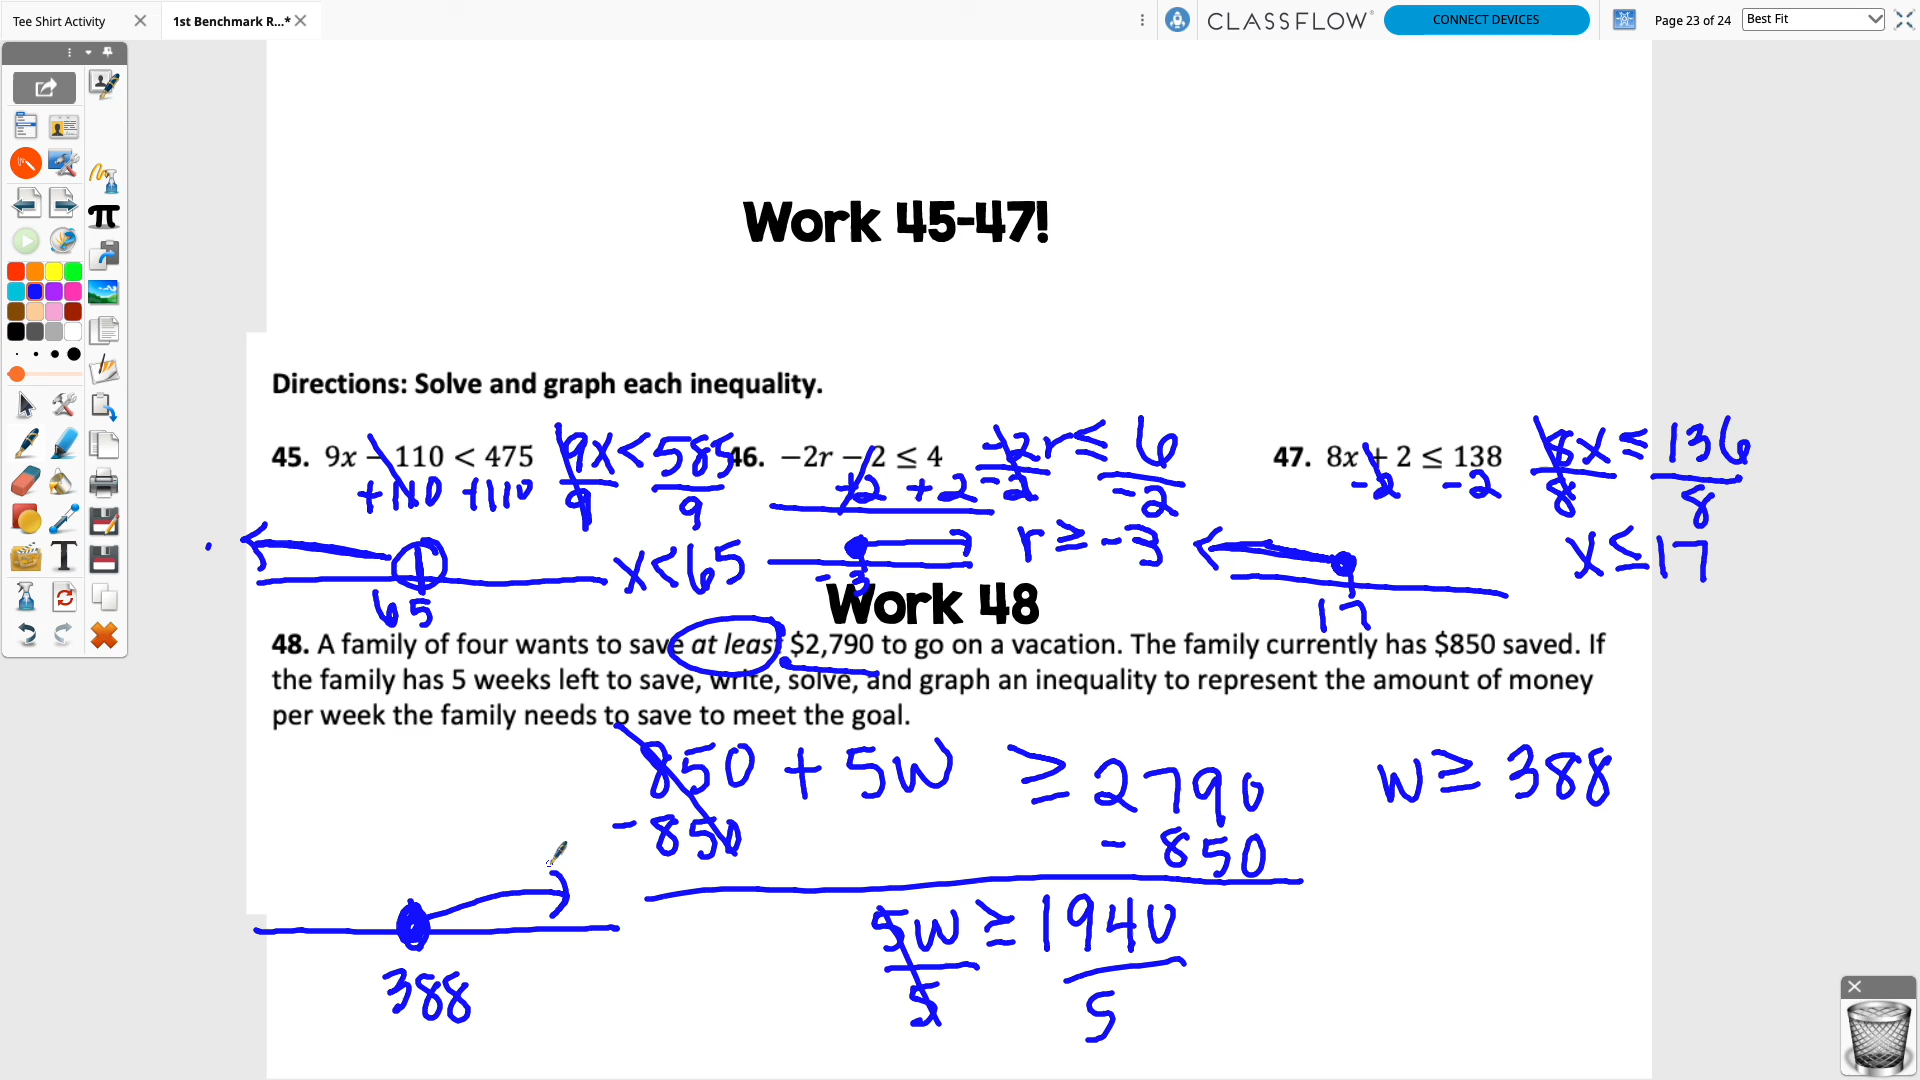 Tee Shirt Activity
1st Benchmark R...*
CLASSFLOW
CONNECT DEVICES
Page 23 of 24
Best Fit
Work 45-47!
Directions: Solve and graph each inequality.
45. 9x − 110 < 475
+110 +110
9x < 585
9 9
x < 65
65
46. −2r − 2 ≤ 4
+2 +2
-2r ≤ 6
-2 -2
r ≥ -3
-3
47. 8x + 2 ≤ 138
-2 -2
8x ≤ 136
8 8
x ≤ 17
17
Work 48
48. A family of four wants to save at least $2,790 to go on a vacation. The family currently has $850 saved. If
the family has 5 weeks left to save, write, solve, and graph an inequality to represent the amount of money
per week the family needs to save to meet the goal.
850 + 5w ≥ 2790
-850 -850
5w ≥ 1940
5 5
w ≥ 388
388